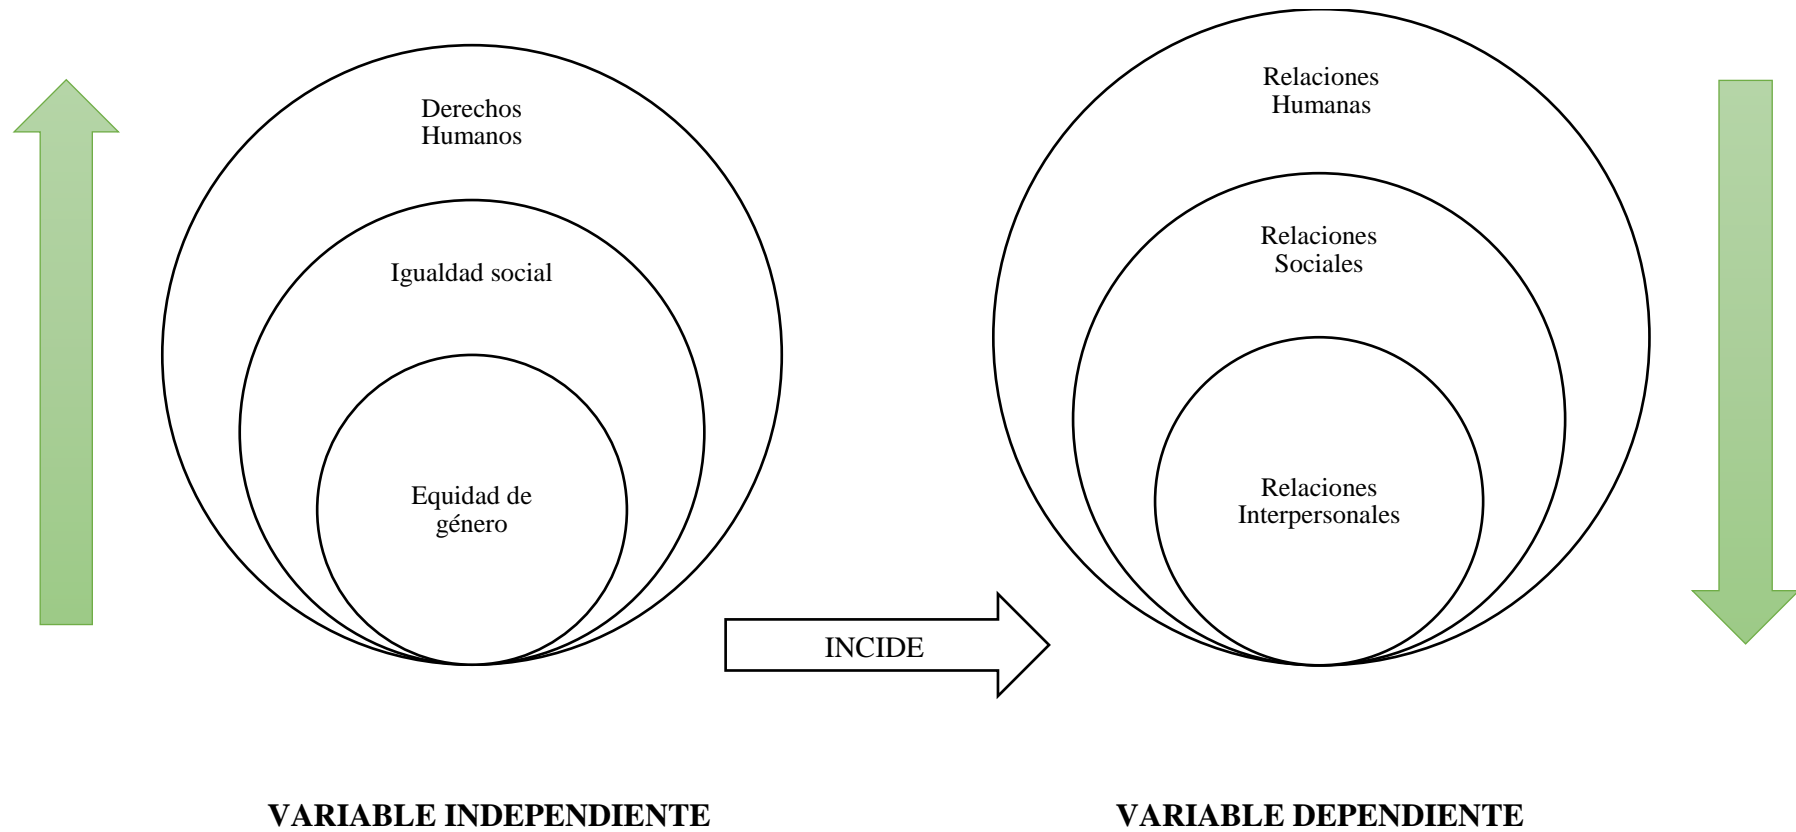 Derechos
Humanos
Igualdad social
Equidad de
género
Relaciones
Humanas
Relaciones
Sociales
Relaciones
Interpersonales
INCIDE
VARIABLE INDEPENDIENTE
VARIABLE DEPENDIENTE